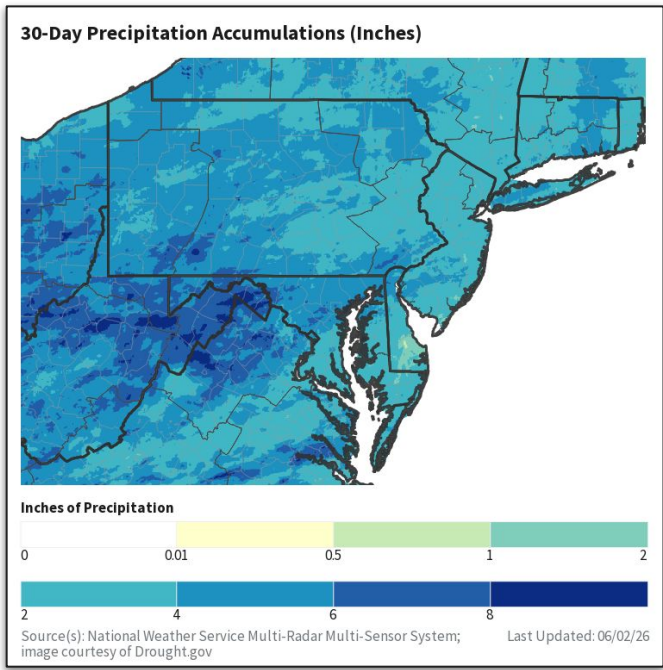 30-Day Precipitation Accumulations (Inches)
Inches of Precipitation
0 0.01 0.5 1 2
2 4 6 8
Source(s): National Weather Service Multi-Radar Multi-Sensor System;
image courtesy of Drought.gov
Last Updated: 06/02/26